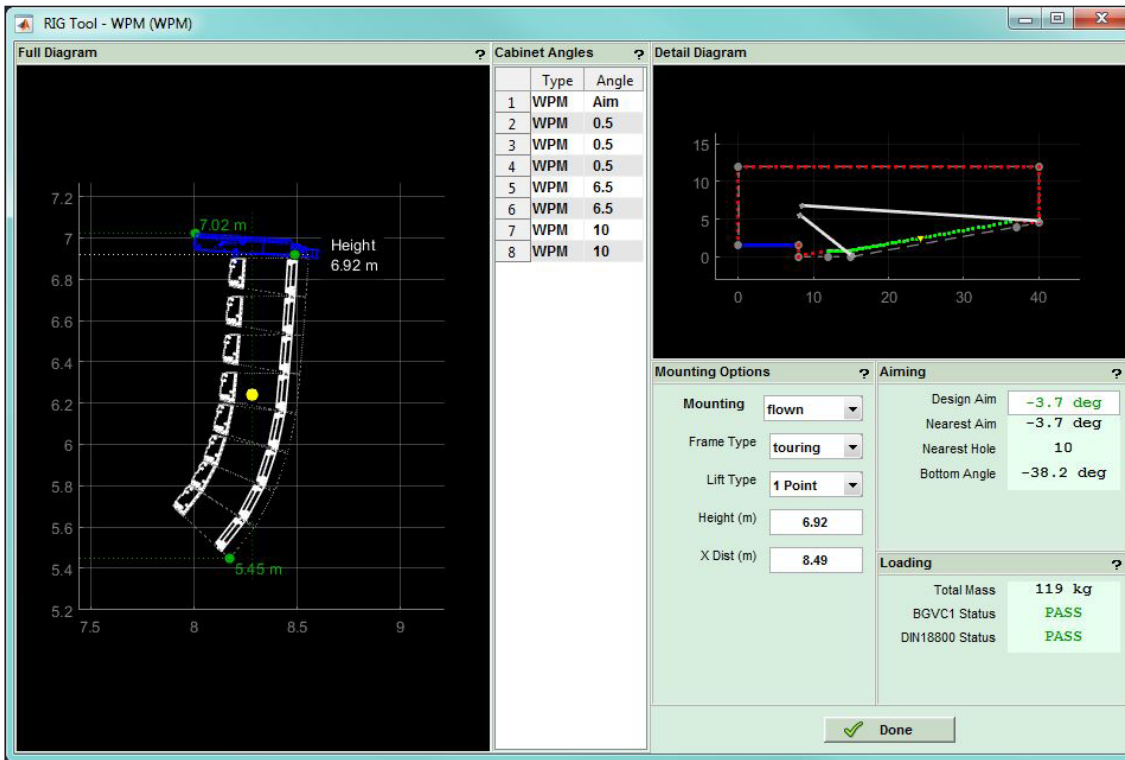 RIG Tool - WPM (WPM)
Full Diagram ?
7.2
7
6.8
6.6
6.4
6.2
6
5.8
5.6
5.4
5.2
7.5 8 8.5 9
7.02 m
Height
6.92 m
5.45 m
Cabinet Angles ?
Type Angle
1 WPM Aim
2 WPM 0.5
3 WPM 0.5
4 WPM 0.5
5 WPM 6.5
6 WPM 6.5
7 WPM 10
8 WPM 10
Detail Diagram
15
10
5
0
0 10 20 30 40
Mounting Options ?
Mounting flown
Frame Type touring
Lift Type 1 Point
Height (m) 6.92
X Dist (m) 8.49
Aiming ?
Design Aim -3.7 deg
Nearest Aim -3.7 deg
Nearest Hole 10
Bottom Angle -38.2 deg
Loading ?
Total Mass 119 kg
BGVC1 Status PASS
DIN18800 Status PASS
Done